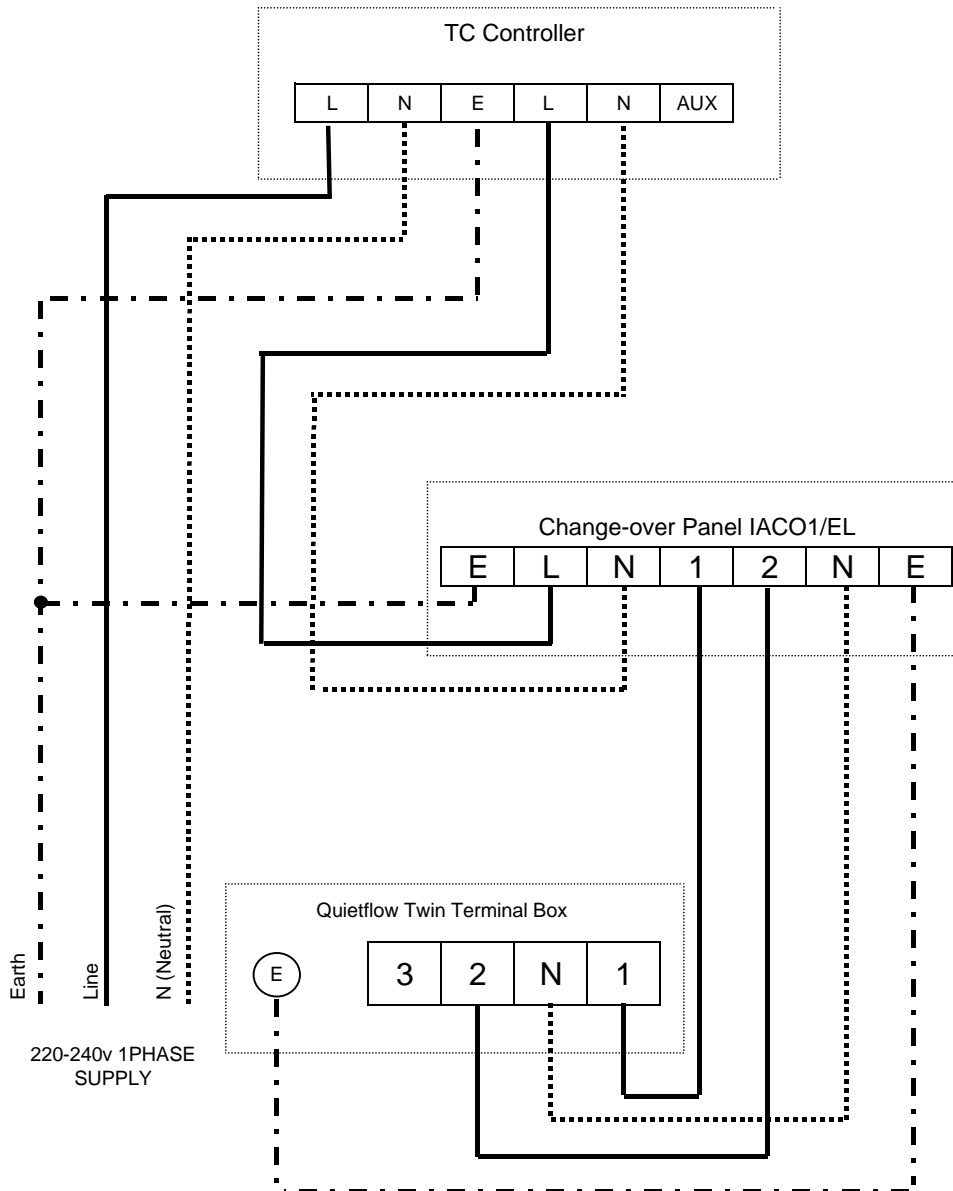 TC Controller
L N E L N AUX
Change-over Panel IACO1/EL
E L N 1 2 N E
Quietflow Twin Terminal Box
E 3 2 N 1
Earth
Line
N (Neutral)
220-240v 1PHASE
SUPPLY